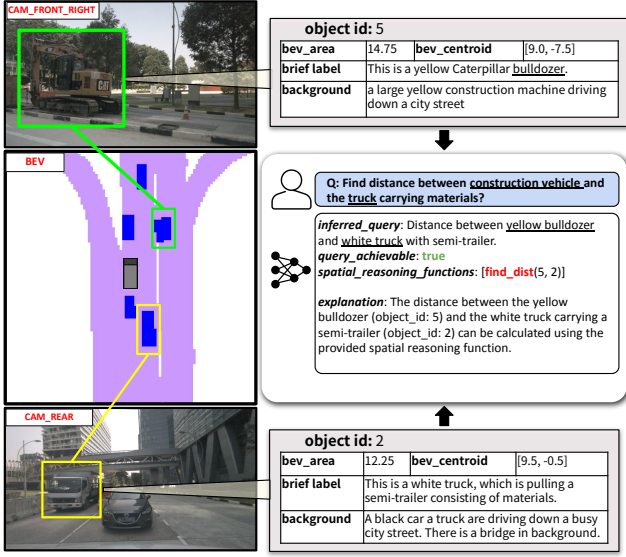 CAM_FRONT_RIGHT
CAT
object id: 5
bev_area 14.75 bev_centroid [9.0, -7.5]
brief label This is a yellow Caterpillar bulldozer.
background a large yellow construction machine driving
down a city street
BEV
Q: Find distance between construction vehicle and
the truck carrying materials?
inferred_query: Distance between yellow bulldozer
and white truck with semi-trailer.
query_achievable: true
spatial_reasoning_functions: [find_dist(5, 2)]
explanation: The distance between the yellow
bulldozer (object_id: 5) and the white truck carrying a
semi-trailer (object_id: 2) can be calculated using the
provided spatial reasoning function.
CAM_REAR
object id: 2
bev_area 12.25 bev_centroid [9.5, -0.5]
brief label This is a white truck, which is pulling a
semi-trailer consisting of materials.
background A black car a truck are driving down a busy
city street. There is a bridge in background.